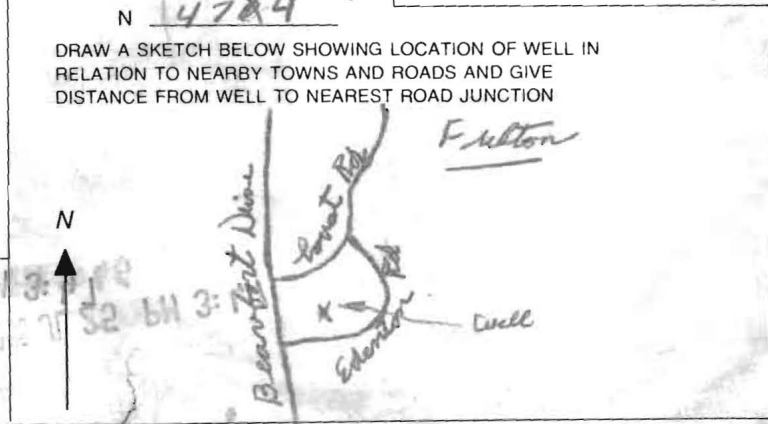 N 4784
DRAW A SKETCH BELOW SHOWING LOCATION OF WELL IN
RELATION TO NEARBY TOWNS AND ROADS AND GIVE
DISTANCE FROM WELL TO NEAREST ROAD JUNCTION
Fulton
Rd
N
Beaufort Drive
Rd
X
Well
Edenton